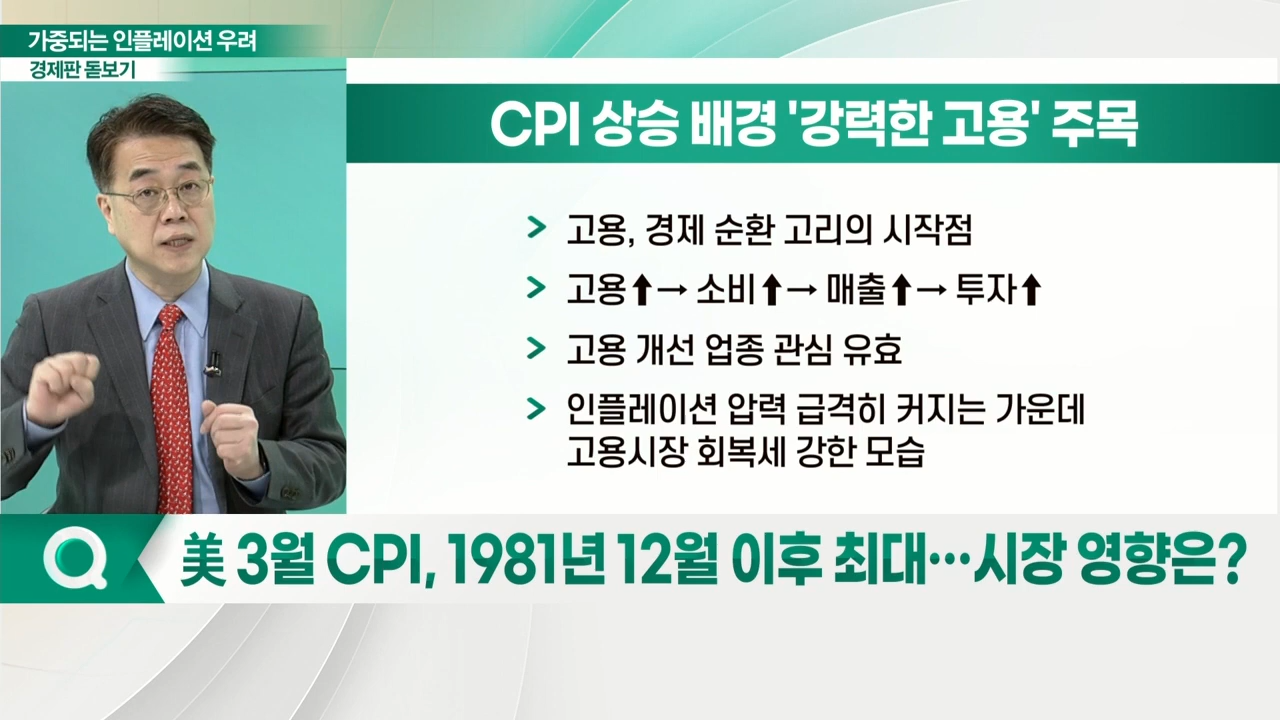 가중되는 인플레이션 우려
경제판 돋보기
CPI 상승 배경 '강력한 고용' 주목
> 고용, 경제 순환 고리의 시작점
> 고용⬆→ 소비⬆→ 매출⬆→ 투자⬆
> 고용 개선 업종 관심 유효
> 인플레이션 압력 급격히 커지는 가운데
고용시장 회복세 강한 모습
美 3월 CPI, 1981년 12월 이후 최대…시장 영향은?